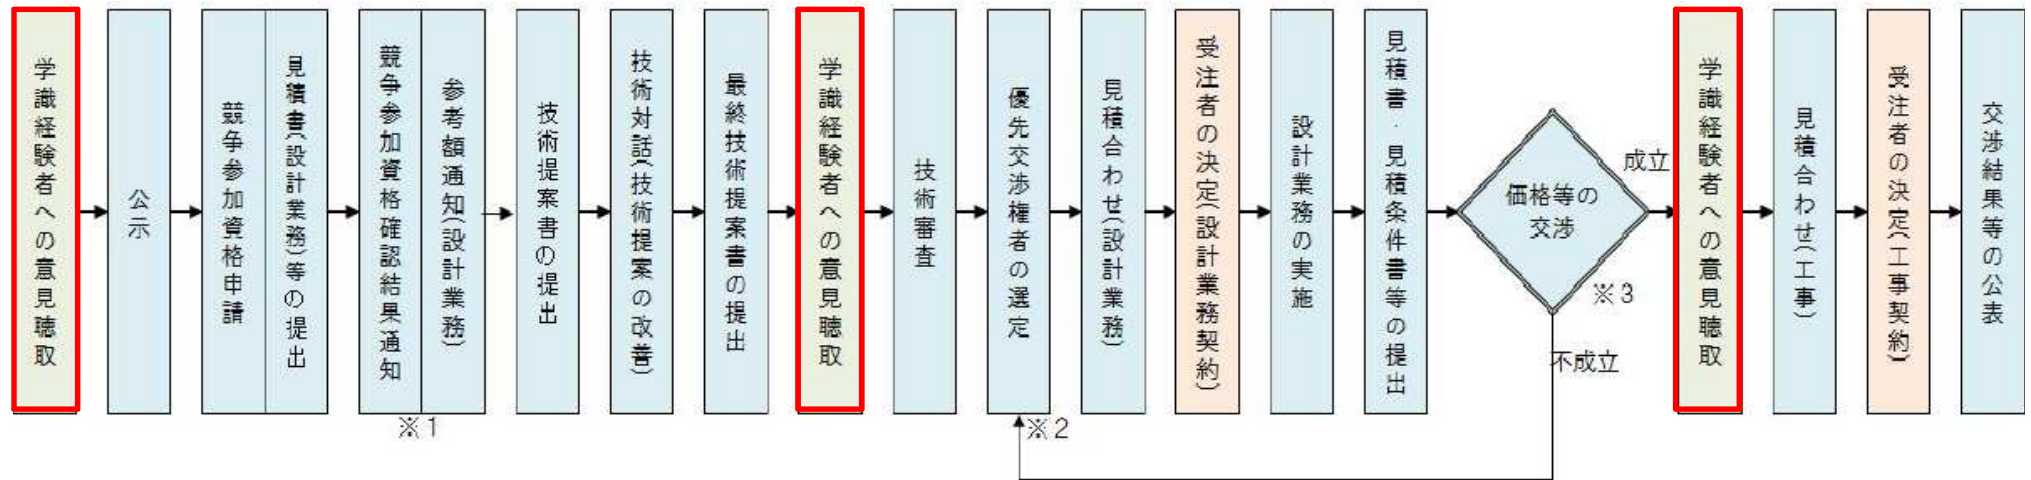 学識経験者への意見聴取
公示
競争参加資格申請
見積書(設計業務)等の提出
競争参加資格確認結果通知
参考額通知(設計業務)
※1
技術提案書の提出
技術対話(技術提案の改善)
最終技術提案書の提出
学識経験者への意見聴取
技術審査
優先交渉権者の選定
※2
見積合わせ(設計業務)
受注者の決定(設計業務契約)
設計業務の実施
見積書・見積条件書等の提出
価格等の
交渉
※3
成立
不成立
学識経験者への意見聴取
見積合わせ(工事)
受注者の決定(工事契約)
交渉結果等の公表